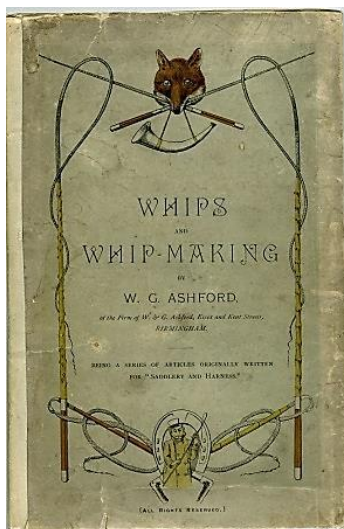 WHIPS
AND
WHIP-MAKING
BY
W. G. ASHFORD,
of the Firm of W. & G. Ashford, Essex and Kent Streets,
BIRMINGHAM.
BEING A SERIES OF ARTICLES ORIGINALLY WRITTEN
FOR "SADDLERY AND HARNESS."
[ALL RIGHTS RESERVED.]